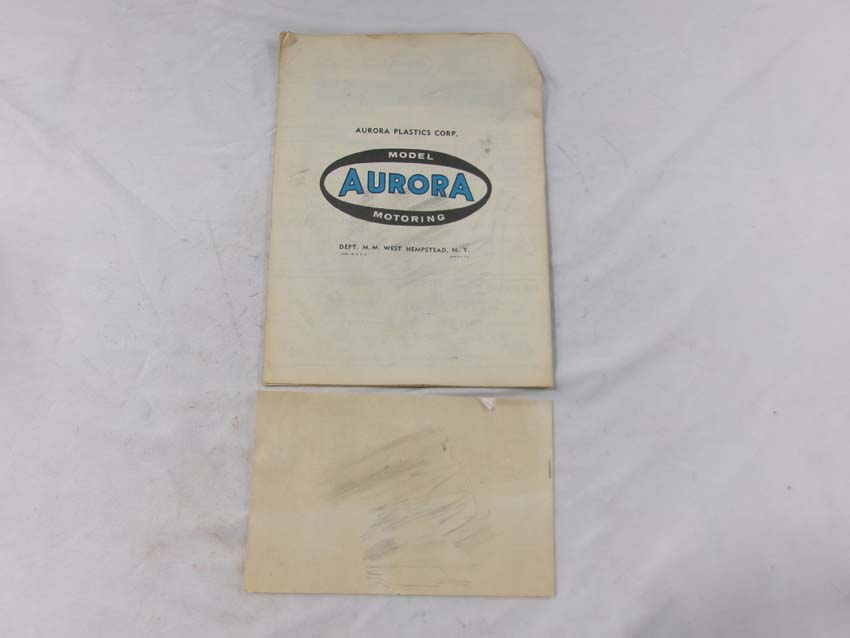 AURORA PLASTICS CORP.
MODEL
AURORA
MOTORING
DEPT. M.M. WEST HEMPSTEAD, N. Y.